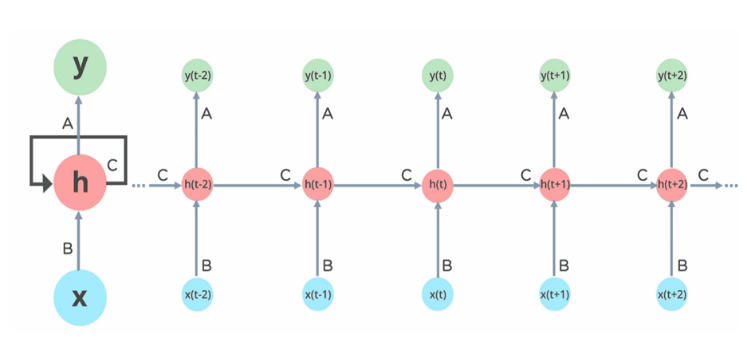 y
y(t-2) y(t-1) y(t) y(t+1) y(t+2)
A A A A A A
C
h
... C h(t-2) C h(t-1) C h(t) C h(t+1) C h(t+2) C ...
B B B B B B
x
x(t-2) x(t-1) x(t) x(t+1) x(t+2)